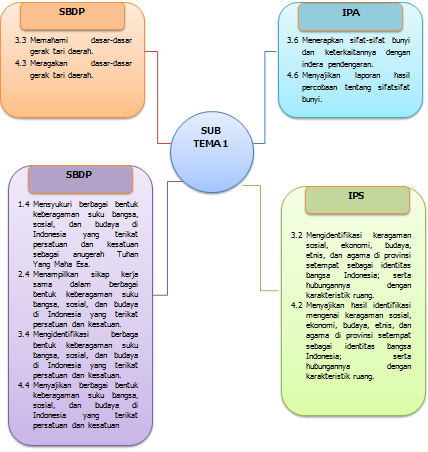 SBDP
3.3 Memahami dasar-dasar
gerak tari daerah.
4.3 Meragakan dasar-dasar
gerak tari daerah.
IPA
3.6 Menerapkan sifat-sifat bunyi
dan keterkaitannya dengan
indera pendengaran.
4.6 Menyajikan laporan hasil
percobaan tentang sifatsifat
bunyi.
SUB
TEMA 1
SBDP
1.4 Mensyukuri berbagai bentuk
keberagaman suku bangsa,
sosial, dan budaya di
Indonesia yang terikat
persatuan dan kesatuan
sebagai anugerah Tuhan
Yang Maha Esa.
2.4 Menampilkan sikap kerja
sama dalam berbagai
bentuk keberagaman suku
bangsa, sosial, dan budaya
di Indonesia yang terikat
persatuan dan kesatuan.
3.4 Mengidentifikasi berbaga
bentuk keberagaman suku
bangsa, sosial, dan budaya
di Indonesia yang terikat
persatuan dan kesatuan.
4.4 Menyajikan berbagai bentuk
keberagaman suku bangsa,
sosial, dan budaya di
Indonesia yang terikat
persatuan dan kesatuan
IPS
3.2 Mengidentifikasi keragaman
sosial, ekonomi, budaya,
etnis, dan agama di provinsi
setempat sebagai identitas
bangsa Indonesia; serta
hubungannya dengan
karakteristik ruang.
4.2 Menyajikan hasil identifikasi
mengenai keragaman sosial,
ekonomi, budaya, etnis, dan
agama di provinsi setempat
sebagai identitas bangsa
Indonesia; serta
hubungannya dengan
karakteristik ruang.